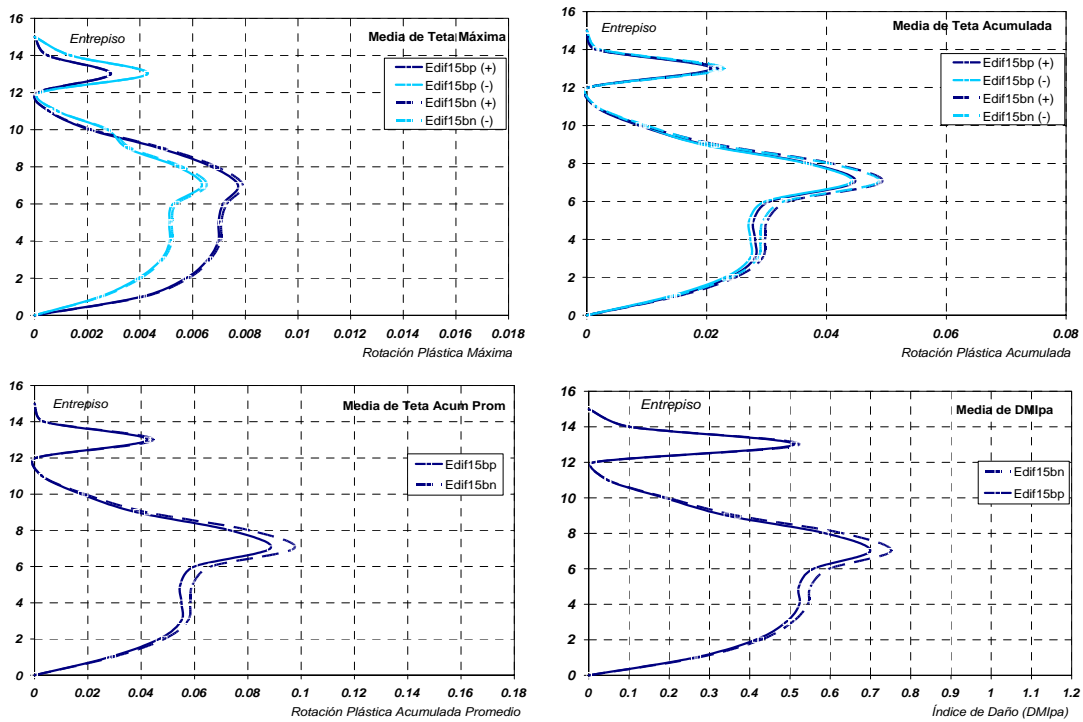 Entrepiso
Media de Teta Máxima
Edif15bp (+)
Edif15bp (-)
Edif15bn (+)
Edif15bn (-)
16
14
12
10
8
6
4
2
0
0 0.002 0.004 0.006 0.008 0.01 0.012 0.014 0.016 0.018
Rotación Plástica Máxima
Entrepiso
Media de Teta Acumulada
Edif15bp (+)
Edif15bp (-)
Edif15bn (+)
Edif15bn (-)
16
14
12
10
8
6
4
2
0
0 0.02 0.04 0.06 0.08
Rotación Plástica Acumulada
Entrepiso
Media de Teta Acum Prom
Edif15bp
Edif15bn
16
14
12
10
8
6
4
2
0
0 0.02 0.04 0.06 0.08 0.1 0.12 0.14 0.16 0.18
Rotación Plástica Acumulada Promedio
Entrepiso
Media de DMIpa
Edif15bn
Edif15bp
16
14
12
10
8
6
4
2
0
0 0.1 0.2 0.3 0.4 0.5 0.6 0.7 0.8 0.9 1 1.1 1.2
Índice de Daño (DMIpa)